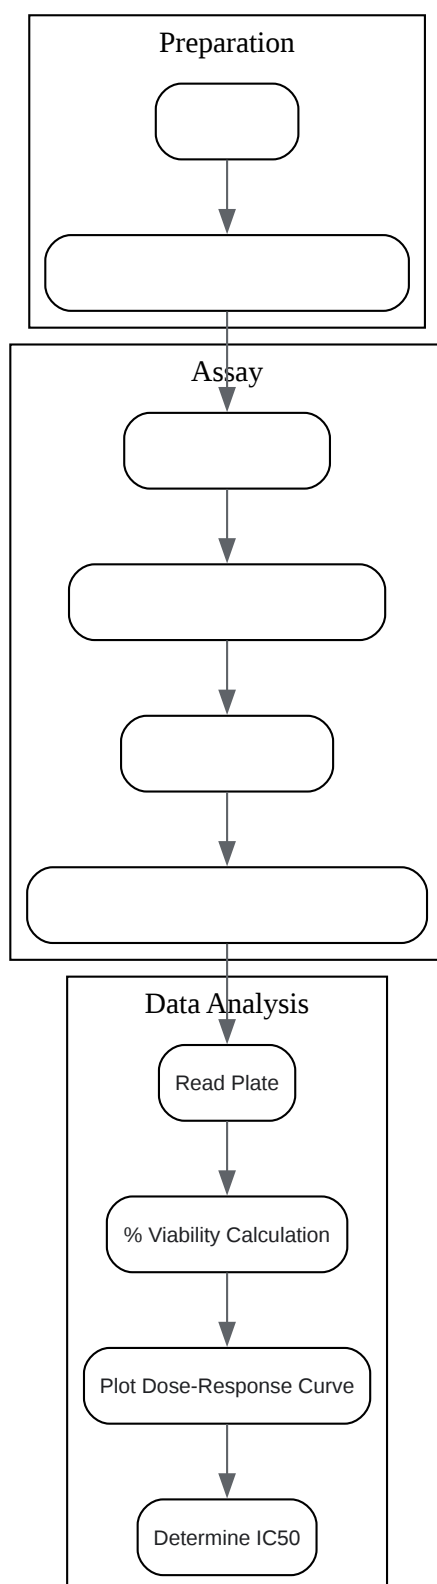 Preparation
Assay
Data Analysis
Read Plate
% Viability Calculation
Plot Dose-Response Curve
Determine IC50